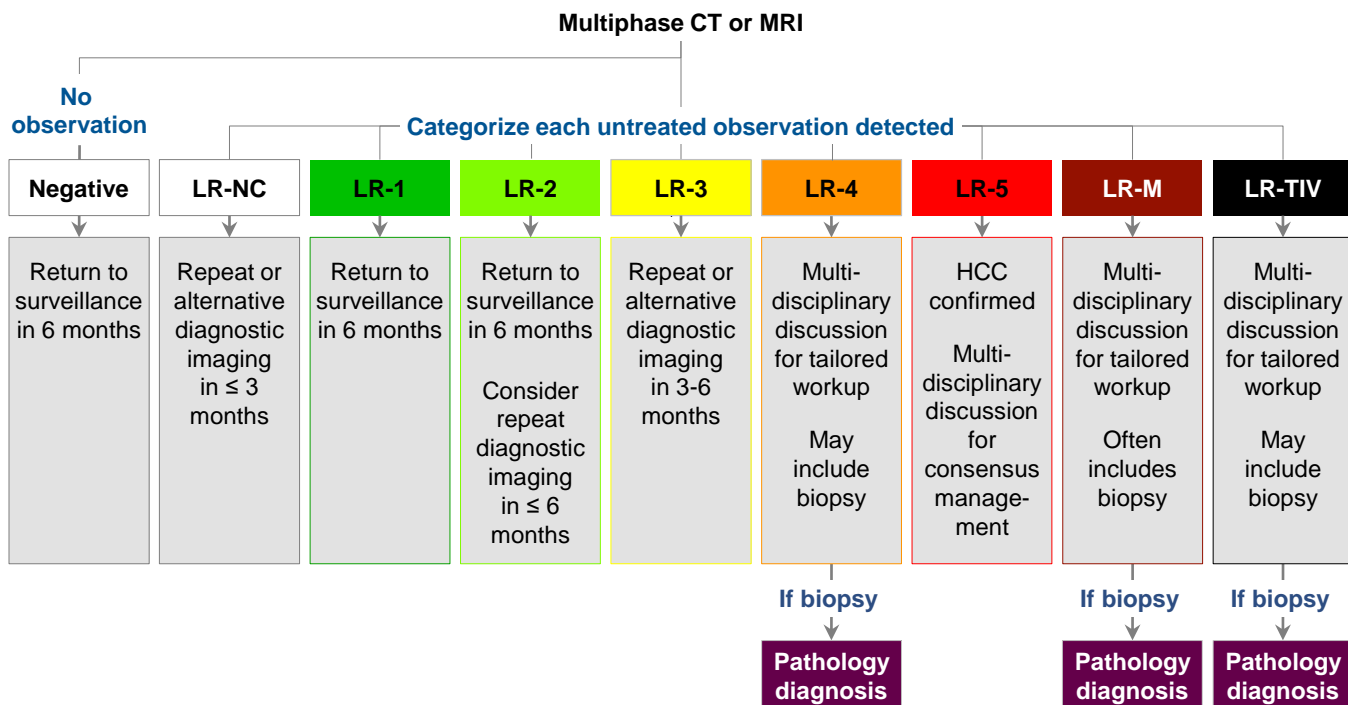 Multiphase CT or MRI
No
observation
Categorize each untreated observation detected
Negative
LR-NC
LR-1
LR-2
LR-3
LR-4
LR-5
LR-M
LR-TIV
Return to
surveillance
in 6 months
Repeat or
alternative
diagnostic
imaging
in ≤ 3
months
Return to
surveillance
in 6 months
Return to
surveillance
in 6 months
Consider
repeat
diagnostic
imaging
in ≤ 6
months
Repeat or
alternative
diagnostic
imaging
in 3-6
months
Multi-
disciplinary
discussion
for tailored
workup
May
include
biopsy
HCC
confirmed
Multi-
disciplinary
discussion
for
consensus
manage-
ment
Multi-
disciplinary
discussion
for tailored
workup
Often
includes
biopsy
Multi-
disciplinary
discussion
for tailored
workup
May
include
biopsy
If biopsy
If biopsy
If biopsy
Pathology
diagnosis
Pathology
diagnosis
Pathology
diagnosis